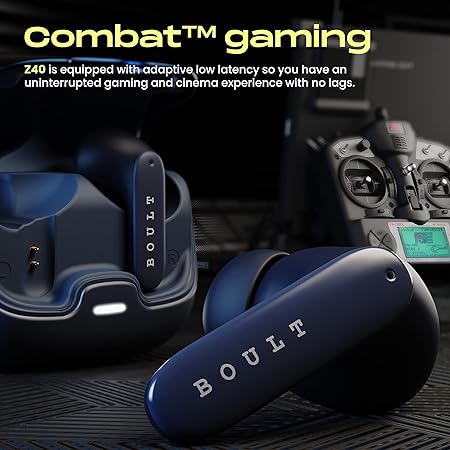 Combat™ gaming
Z40 is equipped with adaptive low latency so you have an
uninterrupted gaming and cinema experience with no lags.
BOULT
BOULT
R